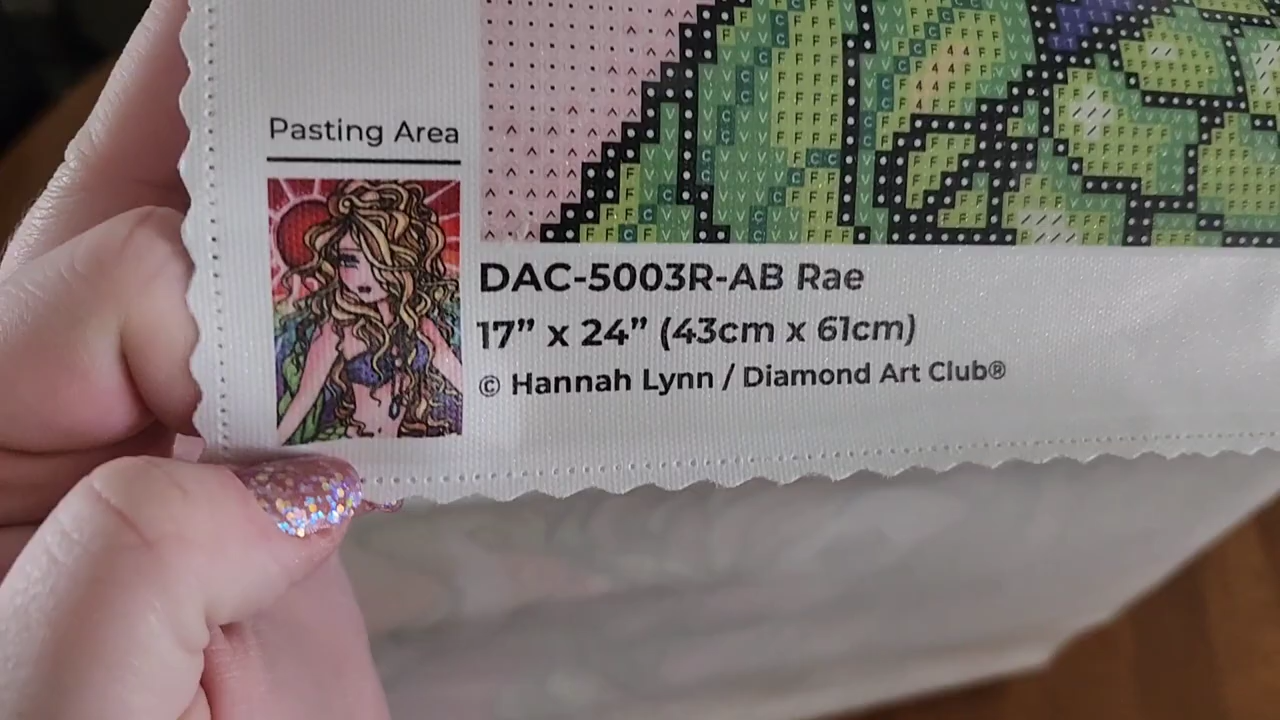 Pasting Area
DAC-5003R-AB Rae
17” x 24” (43cm x 61cm)
© Hannah Lynn / Diamond Art Club®